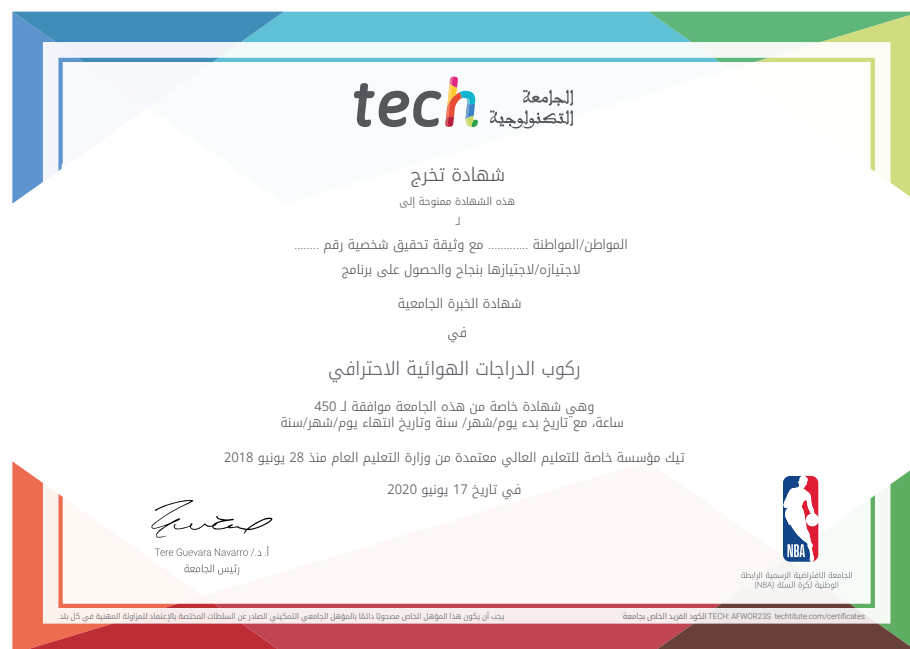 tech الجامعة
التكنولوجية
شهادة تخرج
هذه الشهادة ممنوحة إلى
لـ
المواطن/المواطنة ............. مع وثيقة تحقيق شخصية رقم ........
لاجتيازه/لاجتيازها بنجاح والحصول على برنامج
شهادة الخبرة الجامعية
في
ركوب الدراجات الهوائية الاحترافي
وهي شهادة خاصة من هذه الجامعة موافقة لـ 450
ساعة، مع تاريخ بدء يوم/شهر/ سنة وتاريخ انتهاء يوم/شهر/سنة
تيك مؤسسة خاصة للتعليم العالي معتمدة من وزارة التعليم العام منذ 28 يونيو 2018
في تاريخ 17 يونيو 2020
أ. د./ Tere Guevara Navarro
رئيس الجامعة
NBA
الجامعة الافتراضية الرسمية الرابطة
الوطنية لكرة السلة (NBA)
الكود الفريد الخاص بجامعة TECH: AFWOR23S techtitute.com/certificates
يجب أن يكون هذا المؤهل الخاص مصحوبًا دائمًا بالمؤهل الجامعي التمكيني الصادر عن السلطات المختصة بالإعتماد للمزاولة المهنية في كل بلد.